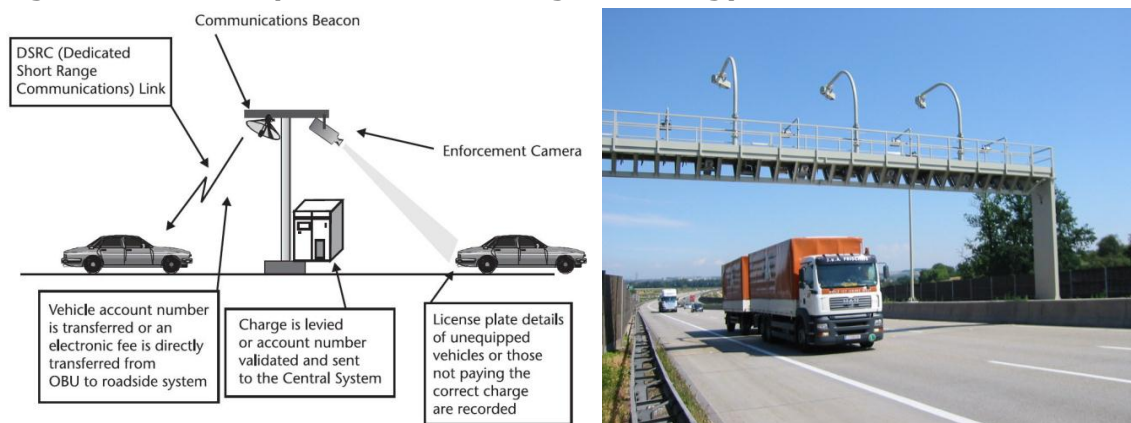 Communications Beacon
DSRC (Dedicated
Short Range
Communications) Link
Enforcement Camera
Vehicle account number
is transferred or an
electronic fee is directly
transferred from
OBU to roadside system
Charge is levied
or account number
validated and sent
to the Central System
License plate details
of unequipped
vehicles or those
not paying the
correct charge
are recorded